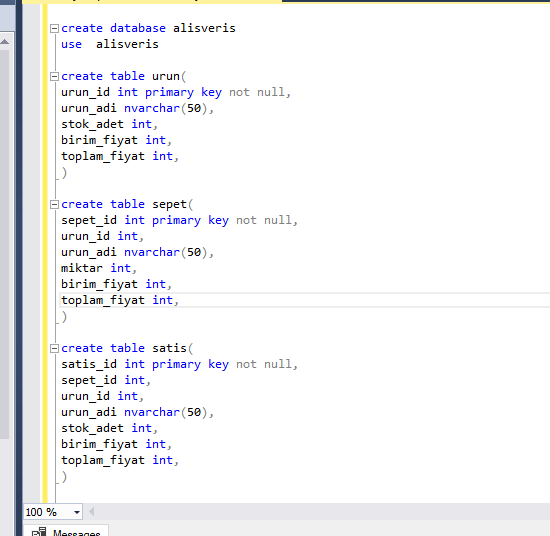 create database alisveris
use  alisveris
create table urun(
urun_id int primary key not null,
urun_adi nvarchar(50),
stok_adet int,
birim_fiyat int,
toplam_fiyat int,
)
create table sepet(
sepet_id int primary key not null,
urun_id int,
urun_adi nvarchar(50),
miktar int,
birim_fiyat int,
toplam_fiyat int,
)
create table satis(
satis_id int primary key not null,
sepet_id int,
urun_id int,
urun_adi nvarchar(50),
stok_adet int,
birim_fiyat int,
toplam_fiyat int,
)
100 %
Messages